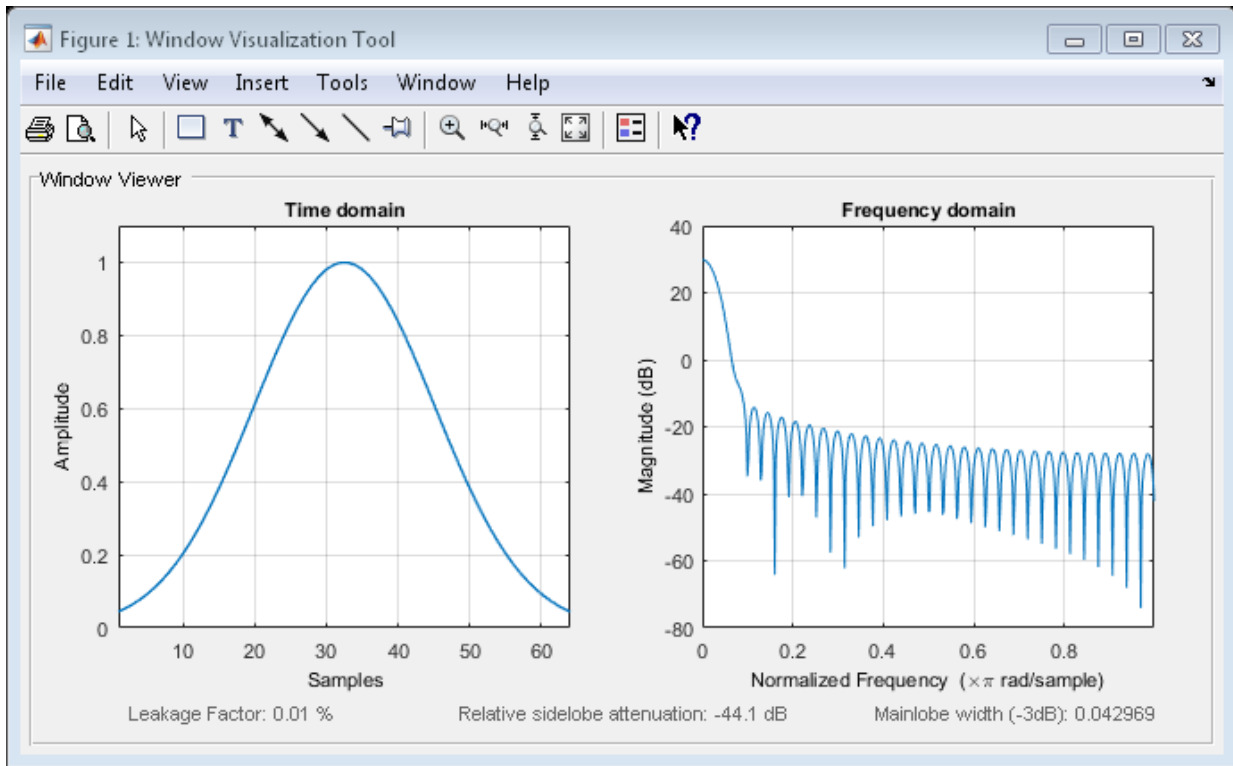 Figure 1: Window Visualization Tool
File Edit View Insert Tools Window Help
T
?
Window Viewer
Time domain
Amplitude
1
0.8
0.6
0.4
0.2
0
10 20 30 40 50 60
Samples
Frequency domain
Magnitude (dB)
40
20
0
-20
-40
-60
-80
0 0.2 0.4 0.6 0.8
Normalized Frequency (×π rad/sample)
Leakage Factor: 0.01 % Relative sidelobe attenuation: -44.1 dB Mainlobe width (-3dB): 0.042969